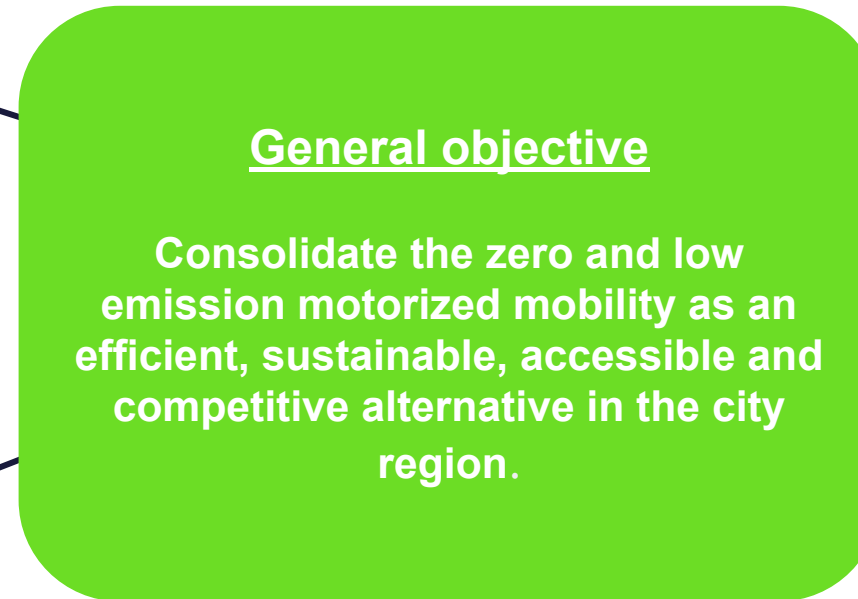 General objective
Consolidate the zero and low
emission motorized mobility as an
efficient, sustainable, accessible and
competitive alternative in the city
region.